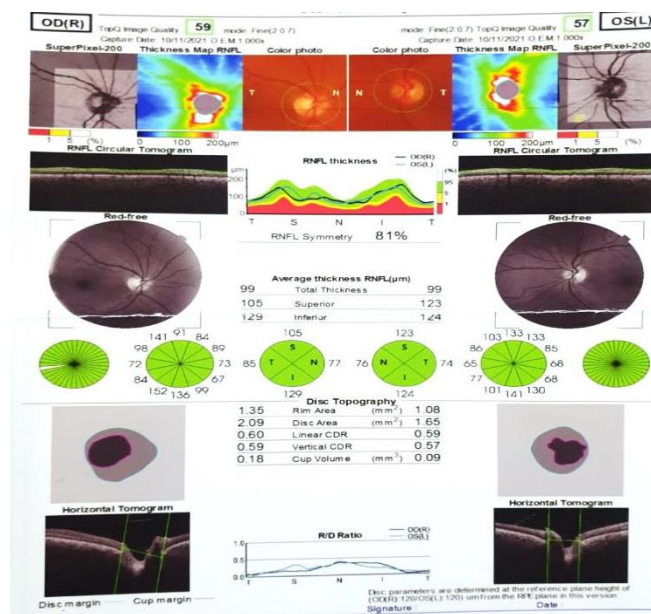 OD(R) TopQ Image Quality 59 mode: Fine(2.0.7) TopQ Image Quality 57 mode: Fine(2.0.7) OS(L)
Capture Date: 10/11/2021 O.E.M:1.000x Capture Date: 10/11/2021 O.E.M:1.000x
SuperPixel-200 Thickness Map RNFL Color photo Color photo Thickness Map RNFL SuperPixel-200
T N N T
1 5 (%) 0 100 200µm 0 100 200µm 1 5 (%)
RNFL Circular Tomogram RNFL thickness RNFL Circular Tomogram
µm OD(R) (%)
OS(L)
200 95
100 5
0 1
T S N I T
RNFL Symmetry 81%
Red-free Red-free
Average thickness RNFL(µm)
99 Total Thickness 99
105 Superior 123
129 Inferior 124
141 91 84 105 123 103 133 133
98 89 S S 86 85
72 73 85 T N 77 76 N T 74 65 68
84 67 I I 77 68
152 136 99 129 124 101 141 130
Disc Topography
1.35 Rim Area (mm²) 1.08
2.09 Disc Area (mm²) 1.65
0.60 Linear CDR 0.59
0.59 Vertical CDR 0.57
0.18 Cup Volume (mm³) 0.09
Horizontal Tomogram Horizontal Tomogram
R/D Ratio OD(R)
OS(L)
1.0
0.5
0.0
T S N I T
Disc margin Cup margin
Disc parameters are determined at the reference plane height of
(OD(R):120/OS(L):120) um from the RPE plane in this version.
Signature : Date :